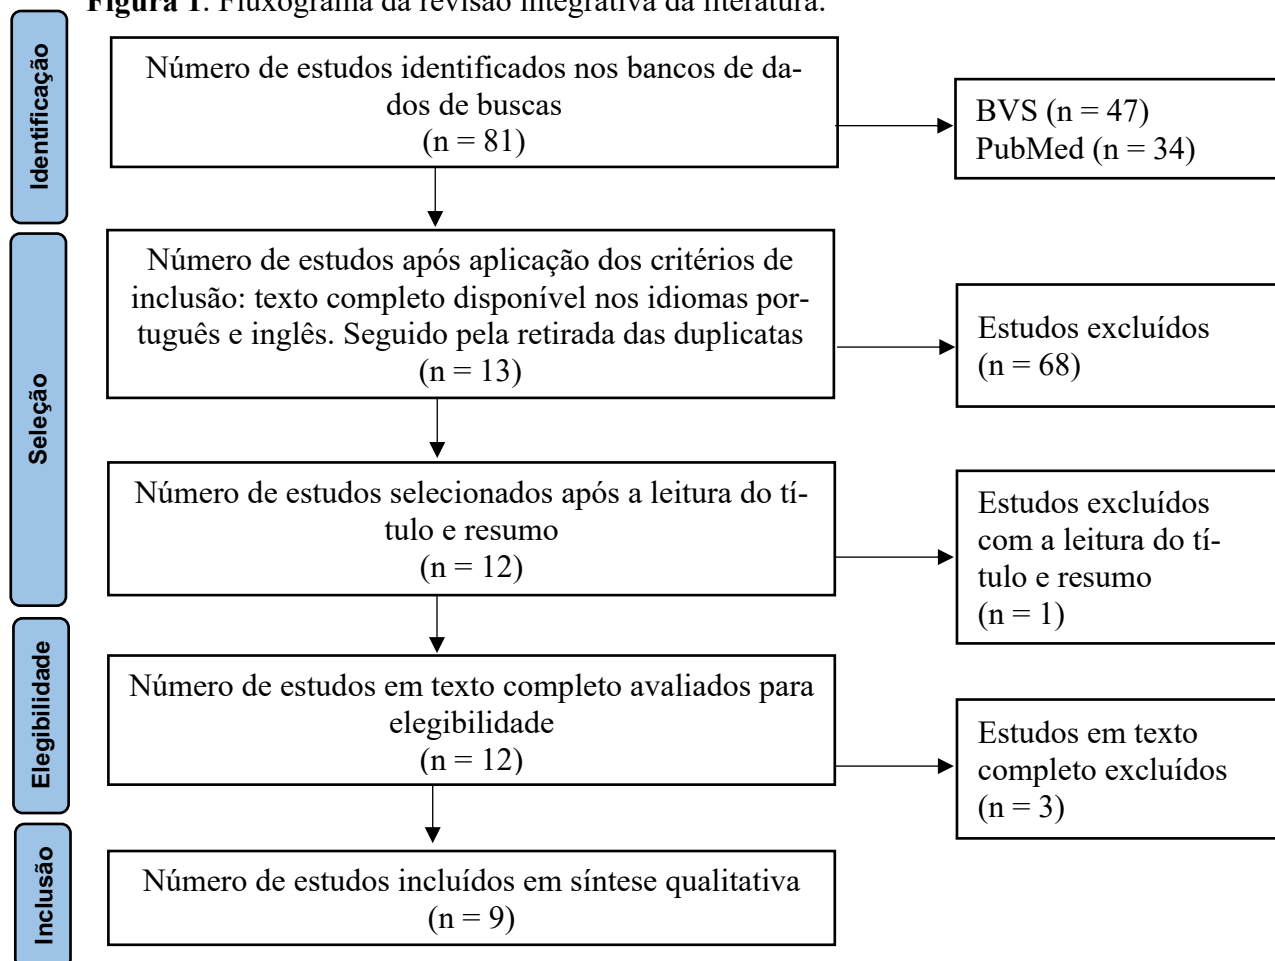 Figura 1. Fluxograma da revisão integrativa da literatura.
Identificação
Número de estudos identificados nos bancos de da-
dos de buscas
(n = 81)
BVS (n = 47)
PubMed (n = 34)
Seleção
Número de estudos após aplicação dos critérios de
inclusão: texto completo disponível nos idiomas por-
tuguês e inglês. Seguido pela retirada das duplicatas
(n = 13)
Estudos excluídos
(n = 68)
Número de estudos selecionados após a leitura do tí-
tulo e resumo
(n = 12)
Estudos excluídos
com a leitura do tí-
tulo e resumo
(n = 1)
Elegibilidade
Número de estudos em texto completo avaliados para
elegibilidade
(n = 12)
Estudos em texto
completo excluídos
(n = 3)
Inclusão
Número de estudos incluídos em síntese qualitativa
(n = 9)